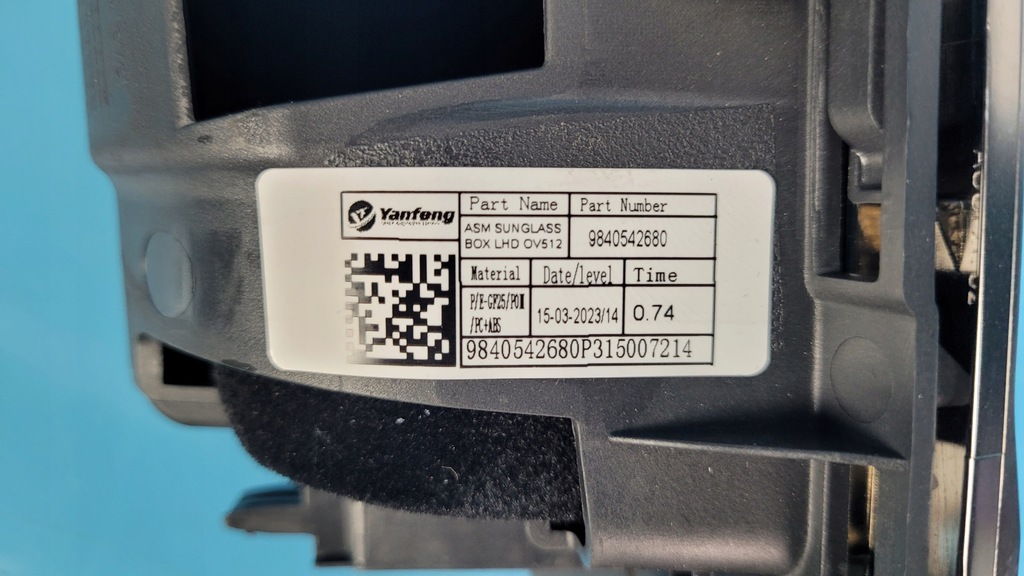 Yanfeng
Part Name Part Number
ASM SUNGLASS
BOX LHD OV512
9840542680
Material Date/level Time
P/E-GF25/POM
/PC+ABS
15-03-2023/14
0.74
9840542680P315007214